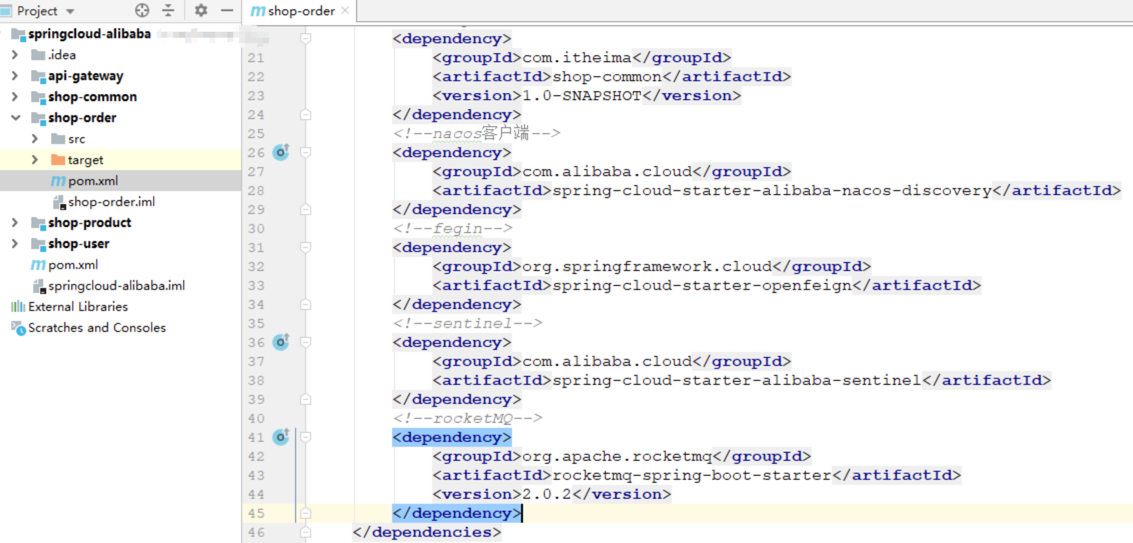 Project
springcloud-alibaba
.idea
api-gateway
shop-common
shop-order
src
target
pom.xml
shop-order.iml
shop-product
shop-user
pom.xml
springcloud-alibaba.iml
External Libraries
Scratches and Consoles
shop-order
<dependency>
21 <groupId>com.itheima</groupId>
22 <artifactId>shop-common</artifactId>
23 <version>1.0-SNAPSHOT</version>
24 </dependency>
25 <!--nacos客户端-->
26 <dependency>
27 <groupId>com.alibaba.cloud</groupId>
28 <artifactId>spring-cloud-starter-alibaba-nacos-discovery</artifactId>
29 </dependency>
30 <!--fegin-->
31 <dependency>
32 <groupId>org.springframework.cloud</groupId>
33 <artifactId>spring-cloud-starter-openfeign</artifactId>
34 </dependency>
35 <!--sentinel-->
36 <dependency>
37 <groupId>com.alibaba.cloud</groupId>
38 <artifactId>spring-cloud-starter-alibaba-sentinel</artifactId>
39 </dependency>
40 <!--rocketMQ-->
41 <dependency>
42 <groupId>org.apache.rocketmq</groupId>
43 <artifactId>rocketmq-spring-boot-starter</artifactId>
44 <version>2.0.2</version>
45 </dependency>
46 </dependencies>